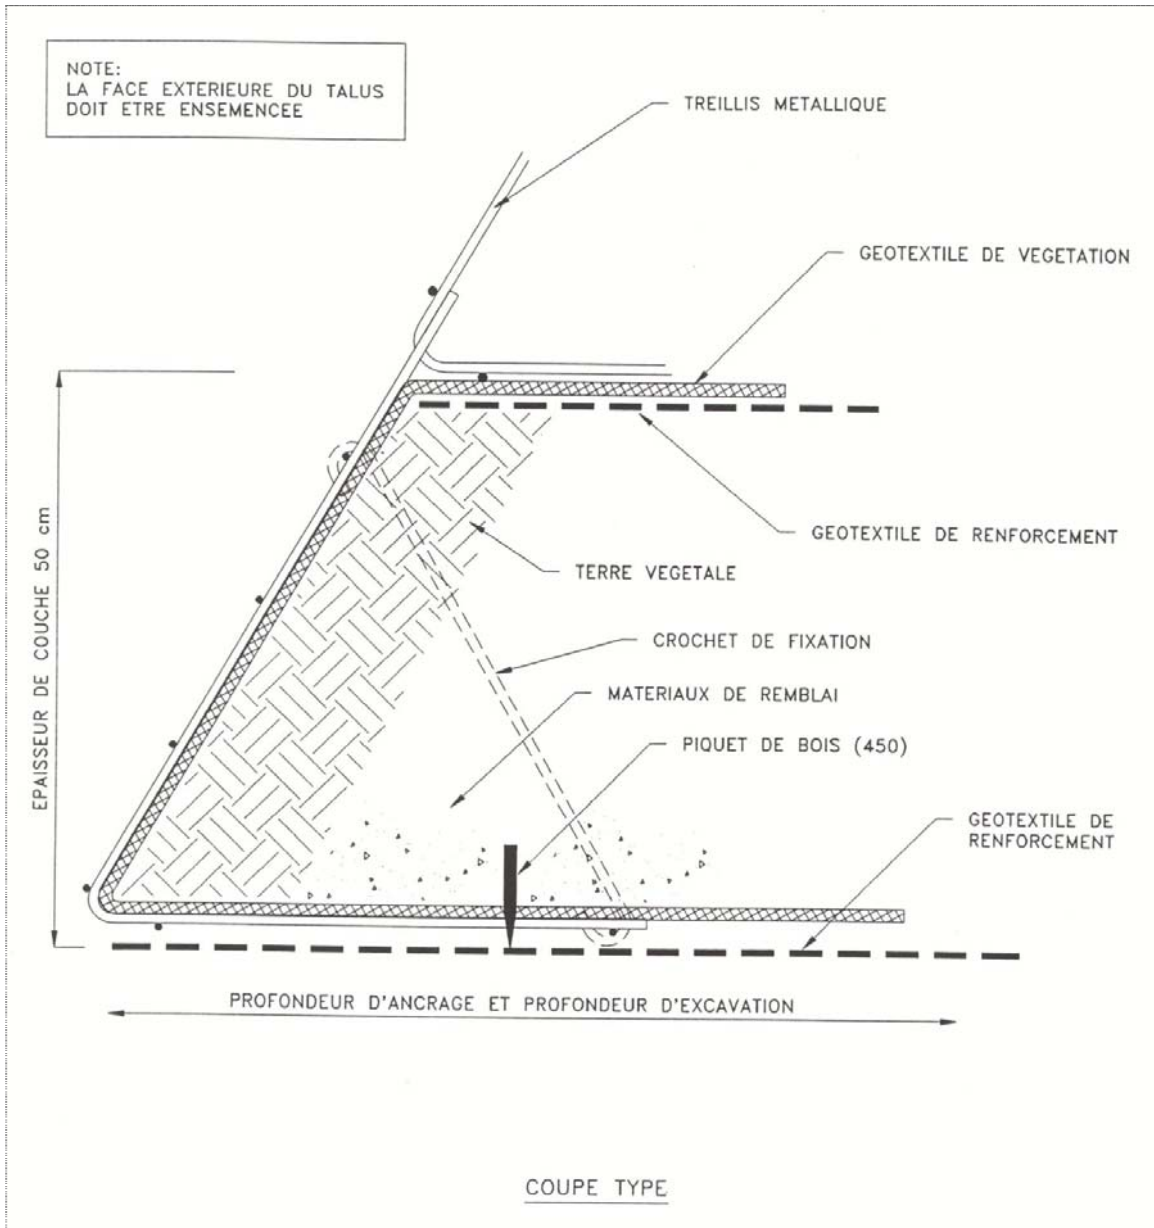 NOTE:
LA FACE EXTERIEURE DU TALUS
DOIT ETRE ENSEMENCEE
TREILLIS METALLIQUE
GEOTEXTILE DE VEGETATION
GEOTEXTILE DE RENFORCEMENT
TERRE VEGETALE
CROCHET DE FIXATION
MATERIAUX DE REMBLAI
PIQUET DE BOIS (450)
GEOTEXTILE DE
RENFORCEMENT
EPAISSEUR DE COUCHE 50 cm
PROFONDEUR D'ANCRAGE ET PROFONDEUR D'EXCAVATION
COUPE TYPE